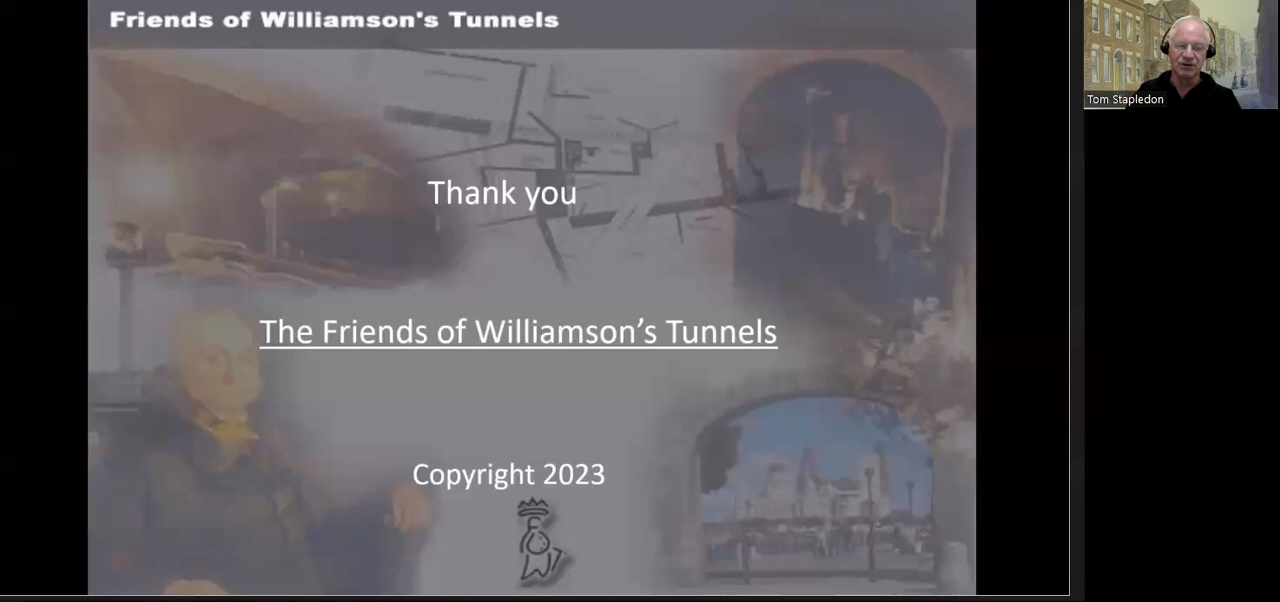 Friends of Williamson's Tunnels
Tom Stapledon
Thank you
The Friends of Williamson’s Tunnels
Copyright 2023